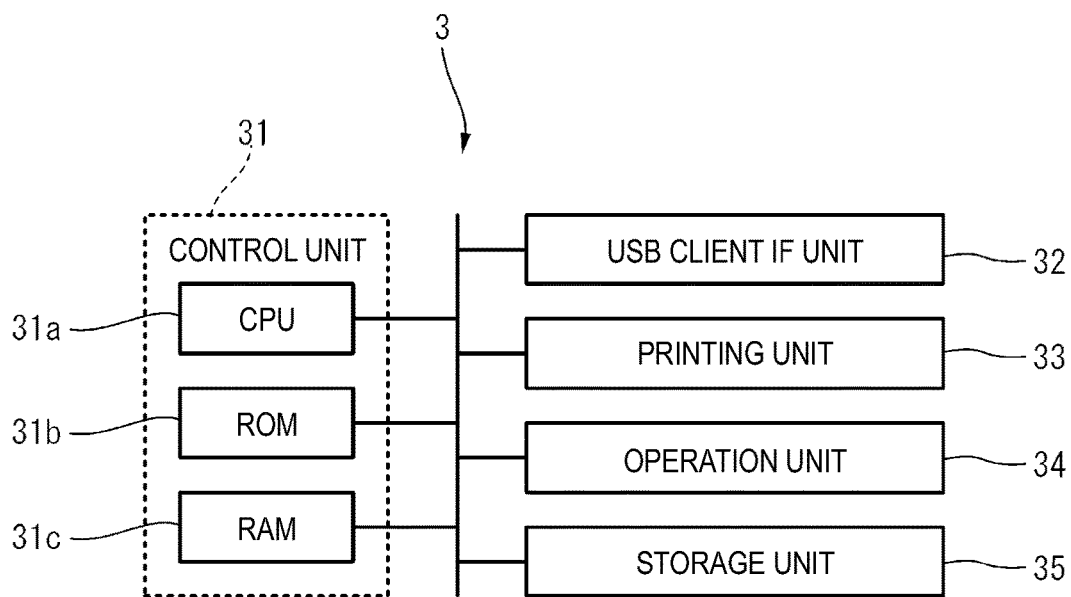 3
31
CONTROL UNIT
31a
CPU
31b
ROM
31c
RAM
USB CLIENT IF UNIT
32
PRINTING UNIT
33
OPERATION UNIT
34
STORAGE UNIT
35